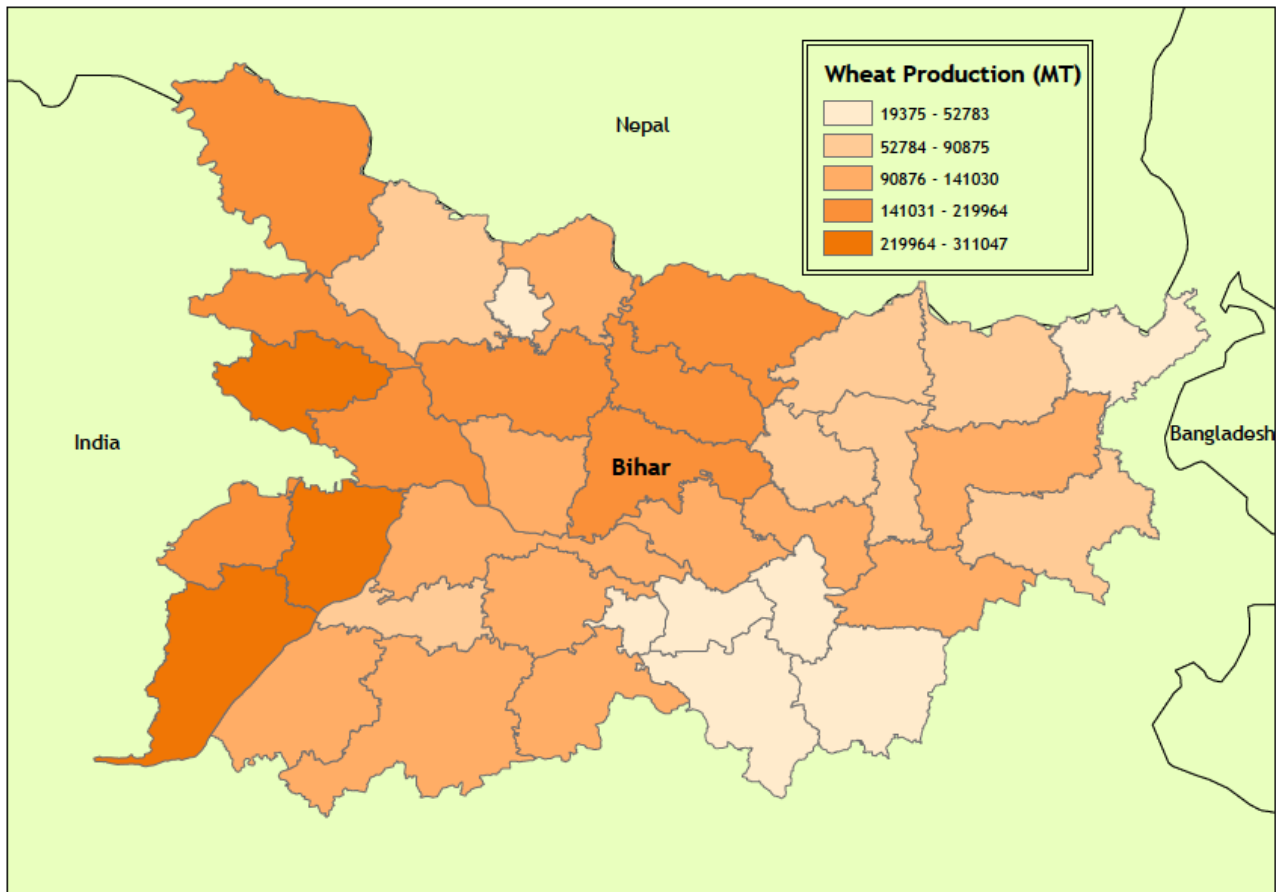 Wheat Production (MT)
19375 - 52783
52784 - 90875
90876 - 141030
141031 - 219964
219964 - 311047
Nepal
India
Bangladesh
Bihar